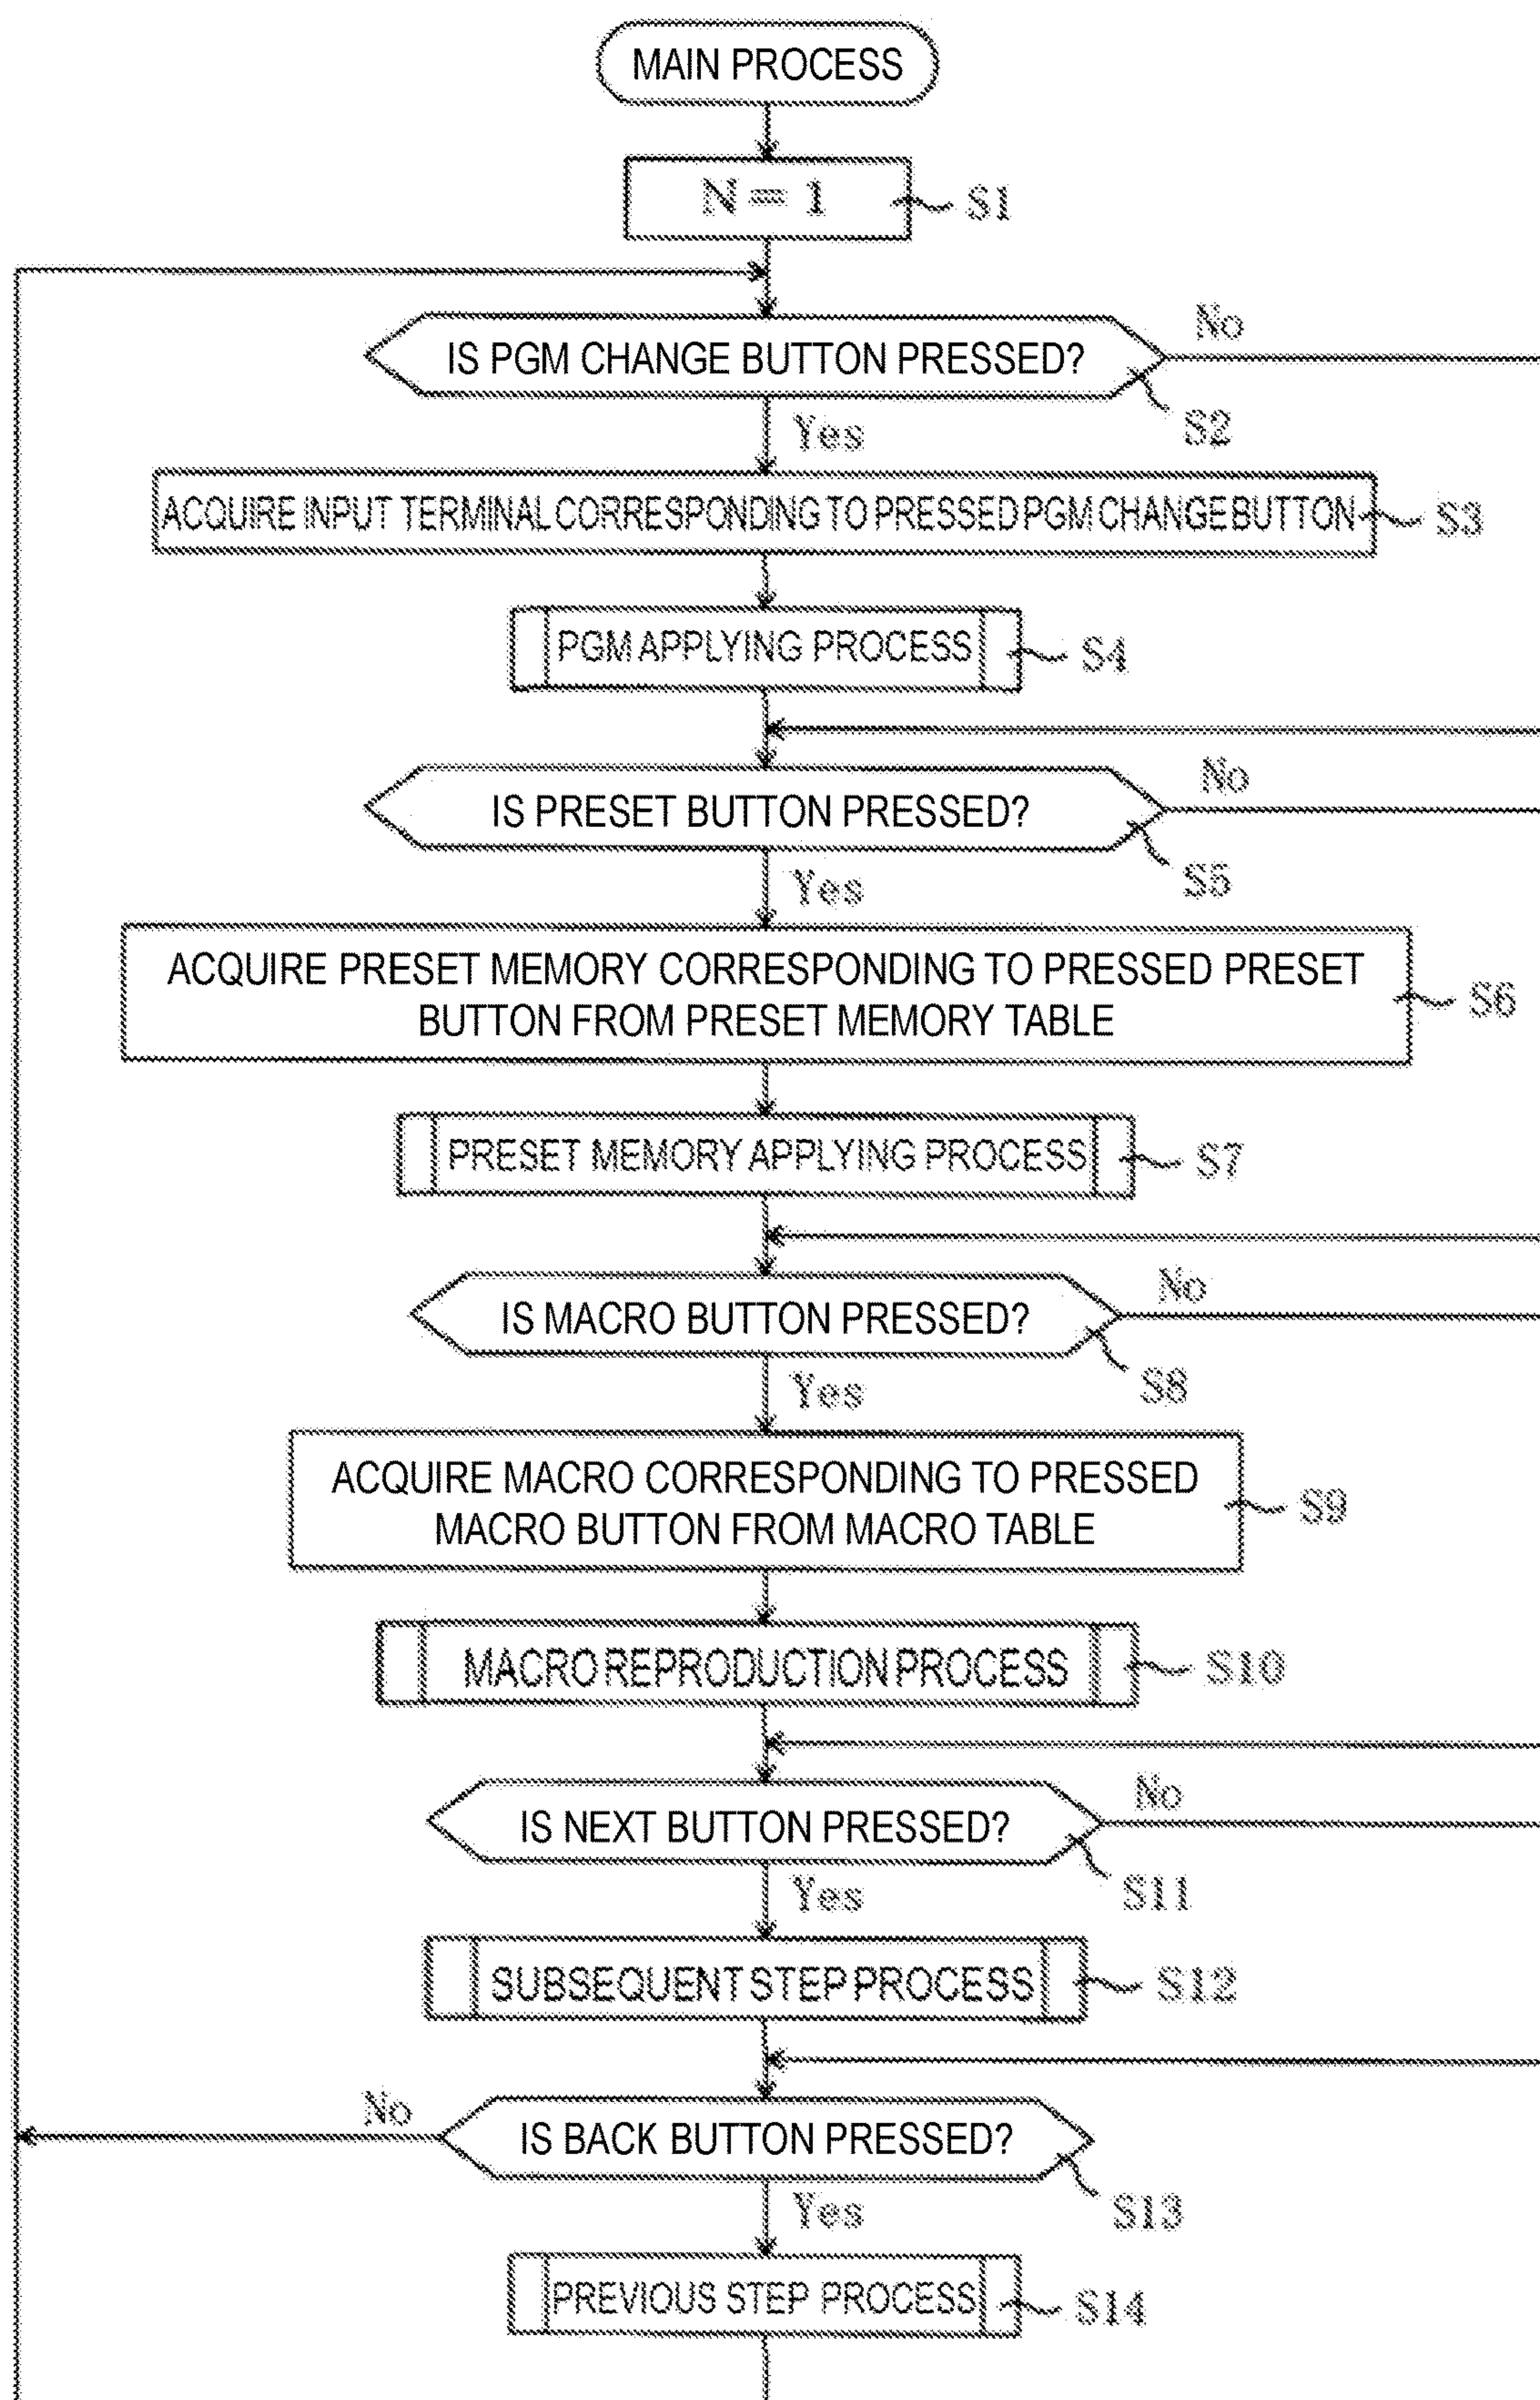 MAIN PROCESS
N = 1
S1
IS PGM CHANGE BUTTON PRESSED?
No
S2
Yes
ACQUIRE INPUT TERMINAL CORRESPONDING TO PRESSED PGM CHANGE BUTTON
S3
PGM APPLYING PROCESS
S4
IS PRESET BUTTON PRESSED?
No
S5
Yes
ACQUIRE PRESET MEMORY CORRESPONDING TO PRESSED PRESET
BUTTON FROM PRESET MEMORY TABLE
S6
PRESET MEMORY APPLYING PROCESS
S7
IS MACRO BUTTON PRESSED?
No
S8
Yes
ACQUIRE MACRO CORRESPONDING TO PRESSED
MACRO BUTTON FROM MACRO TABLE
S9
MACRO REPRODUCTION PROCESS
S10
IS NEXT BUTTON PRESSED?
No
S11
Yes
SUBSEQUENT STEP PROCESS
S12
No
IS BACK BUTTON PRESSED?
S13
Yes
PREVIOUS STEP PROCESS
S14